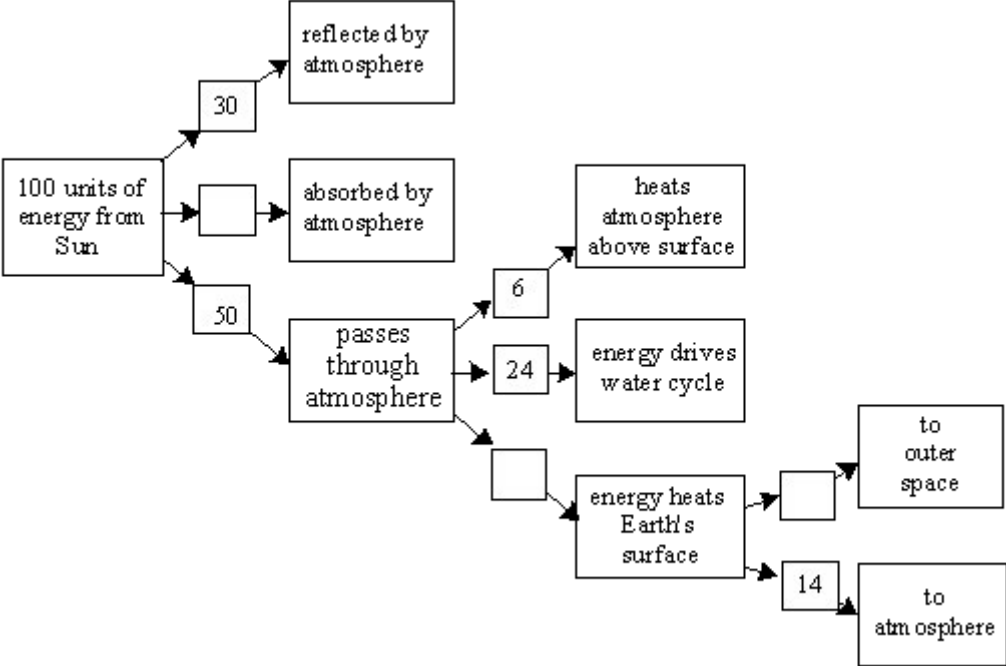 reflected by
atmosphere
30
100 units of
energy from
Sun
absorbed by
atmosphere
50
passes
through
atmosphere
6
heats
atmosphere
above surface
24
energy drives
water cycle
energy heats
Earth's
surface
to
outer
space
14
to
atmosphere